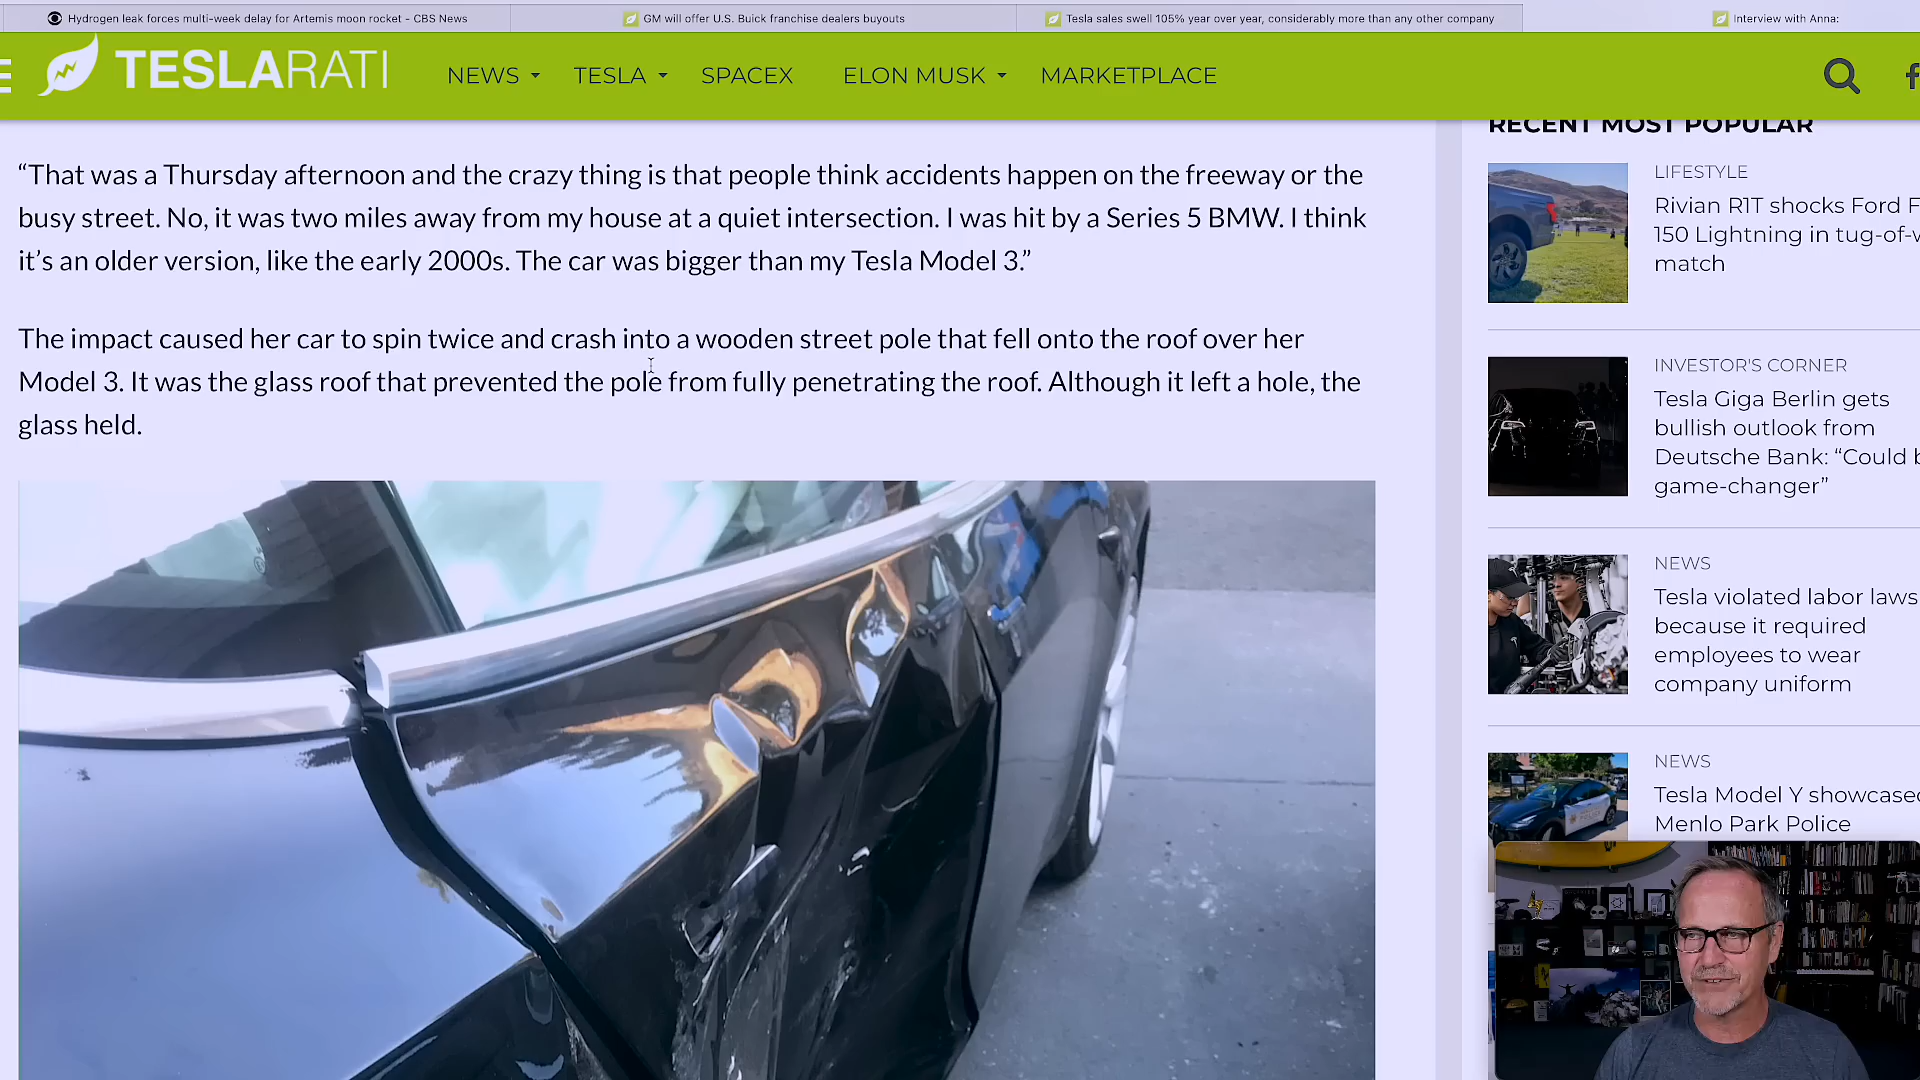 Hydrogen leak forces multi-week delay for Artemis moon rocket - CBS News
GM will offer U.S. Buick franchise dealers buyouts
Tesla sales swell 105% year over year, considerably more than any other company
Interview with Anna:
TESLARATI
NEWS
TESLA
SPACEX
ELON MUSK
MARKETPLACE
“That was a Thursday afternoon and the crazy thing is that people think accidents happen on the freeway or the
busy street. No, it was two miles away from my house at a quiet intersection. I was hit by a Series 5 BMW. I think
it’s an older version, like the early 2000s. The car was bigger than my Tesla Model 3.”
The impact caused her car to spin twice and crash into a wooden street pole that fell onto the roof over her
Model 3. It was the glass roof that prevented the pole from fully penetrating the roof. Although it left a hole, the
glass held.
RECENT MOST POPULAR
LIFESTYLE
Rivian R1T shocks Ford F
150 Lightning in tug-of-w
match
INVESTOR'S CORNER
Tesla Giga Berlin gets
bullish outlook from
Deutsche Bank: “Could b
game-changer”
NEWS
Tesla violated labor laws
because it required
employees to wear
company uniform
NEWS
Tesla Model Y showcased
Menlo Park Police